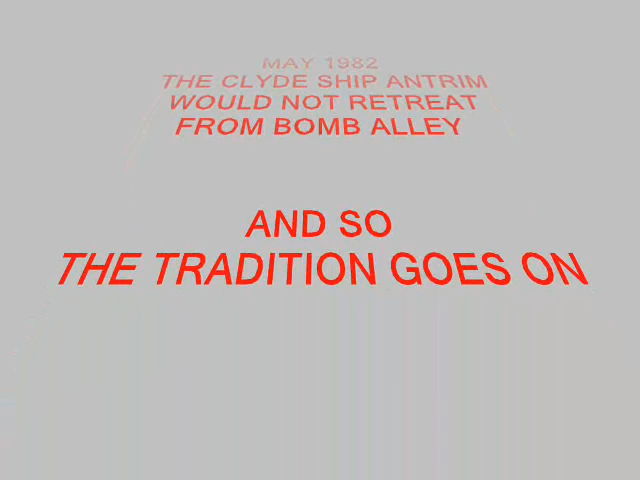 MAY 1982
THE CLYDE SHIP ANTRIM
WOULD NOT RETREAT
FROM BOMB ALLEY
AND SO
THE TRADITION GOES ON